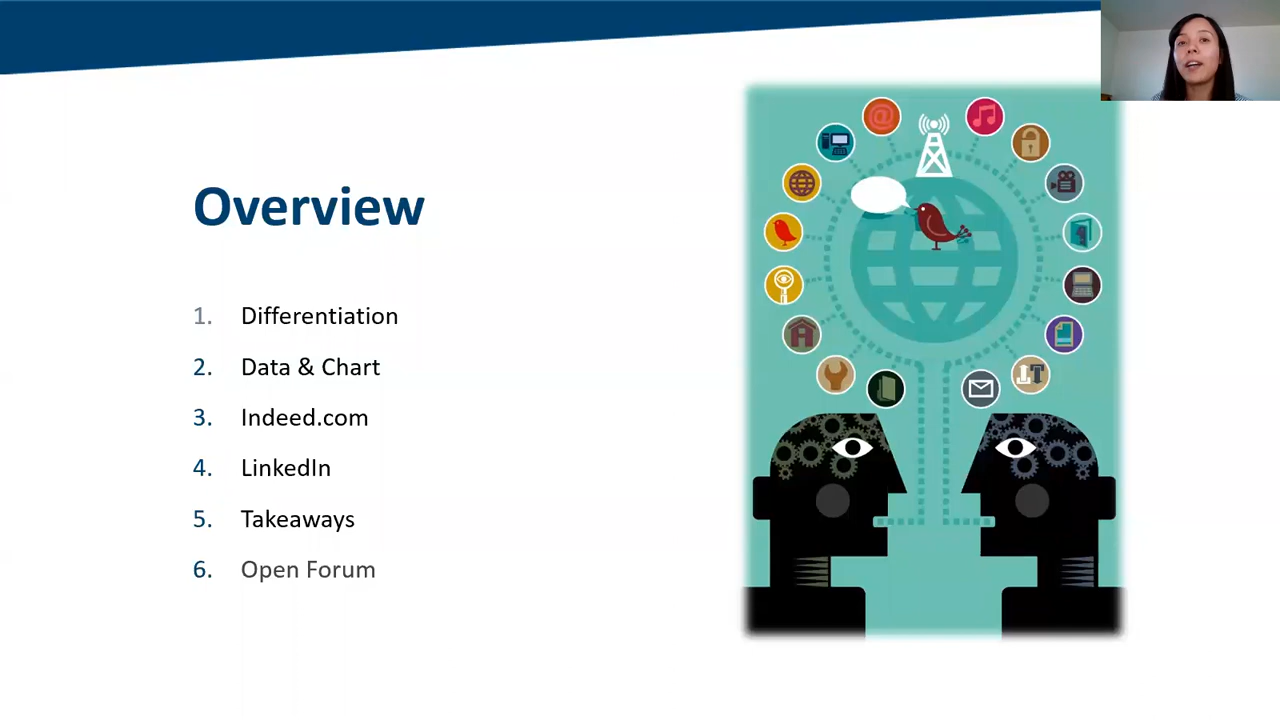 Overview
1. Differentiation
2. Data & Chart
3. Indeed.com
4. LinkedIn
5. Takeaways
6. Open Forum